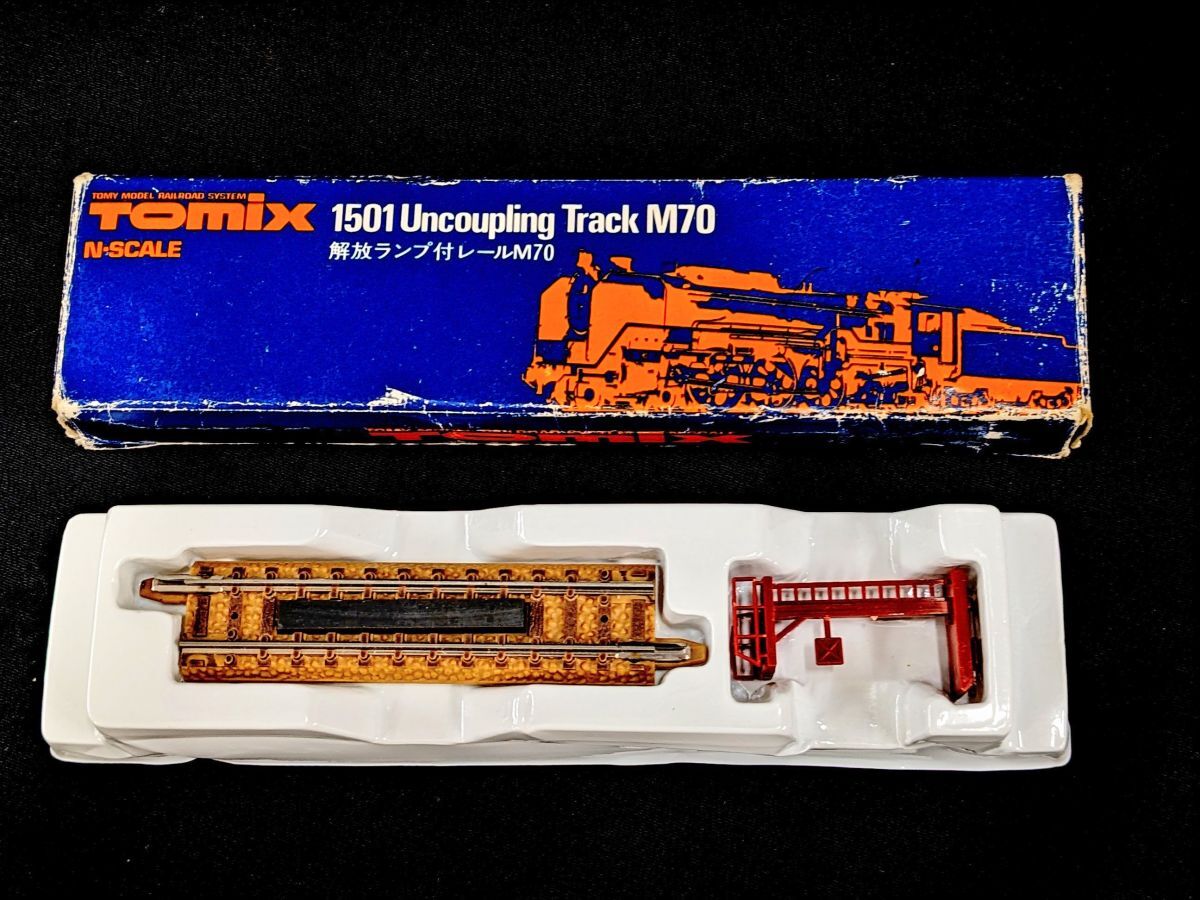 TOMY MODEL RAILROAD SYSTEM
TOMIX
N-SCALE
1501 Uncoupling Track M70
解放ランプ付レールM70
TOMIX